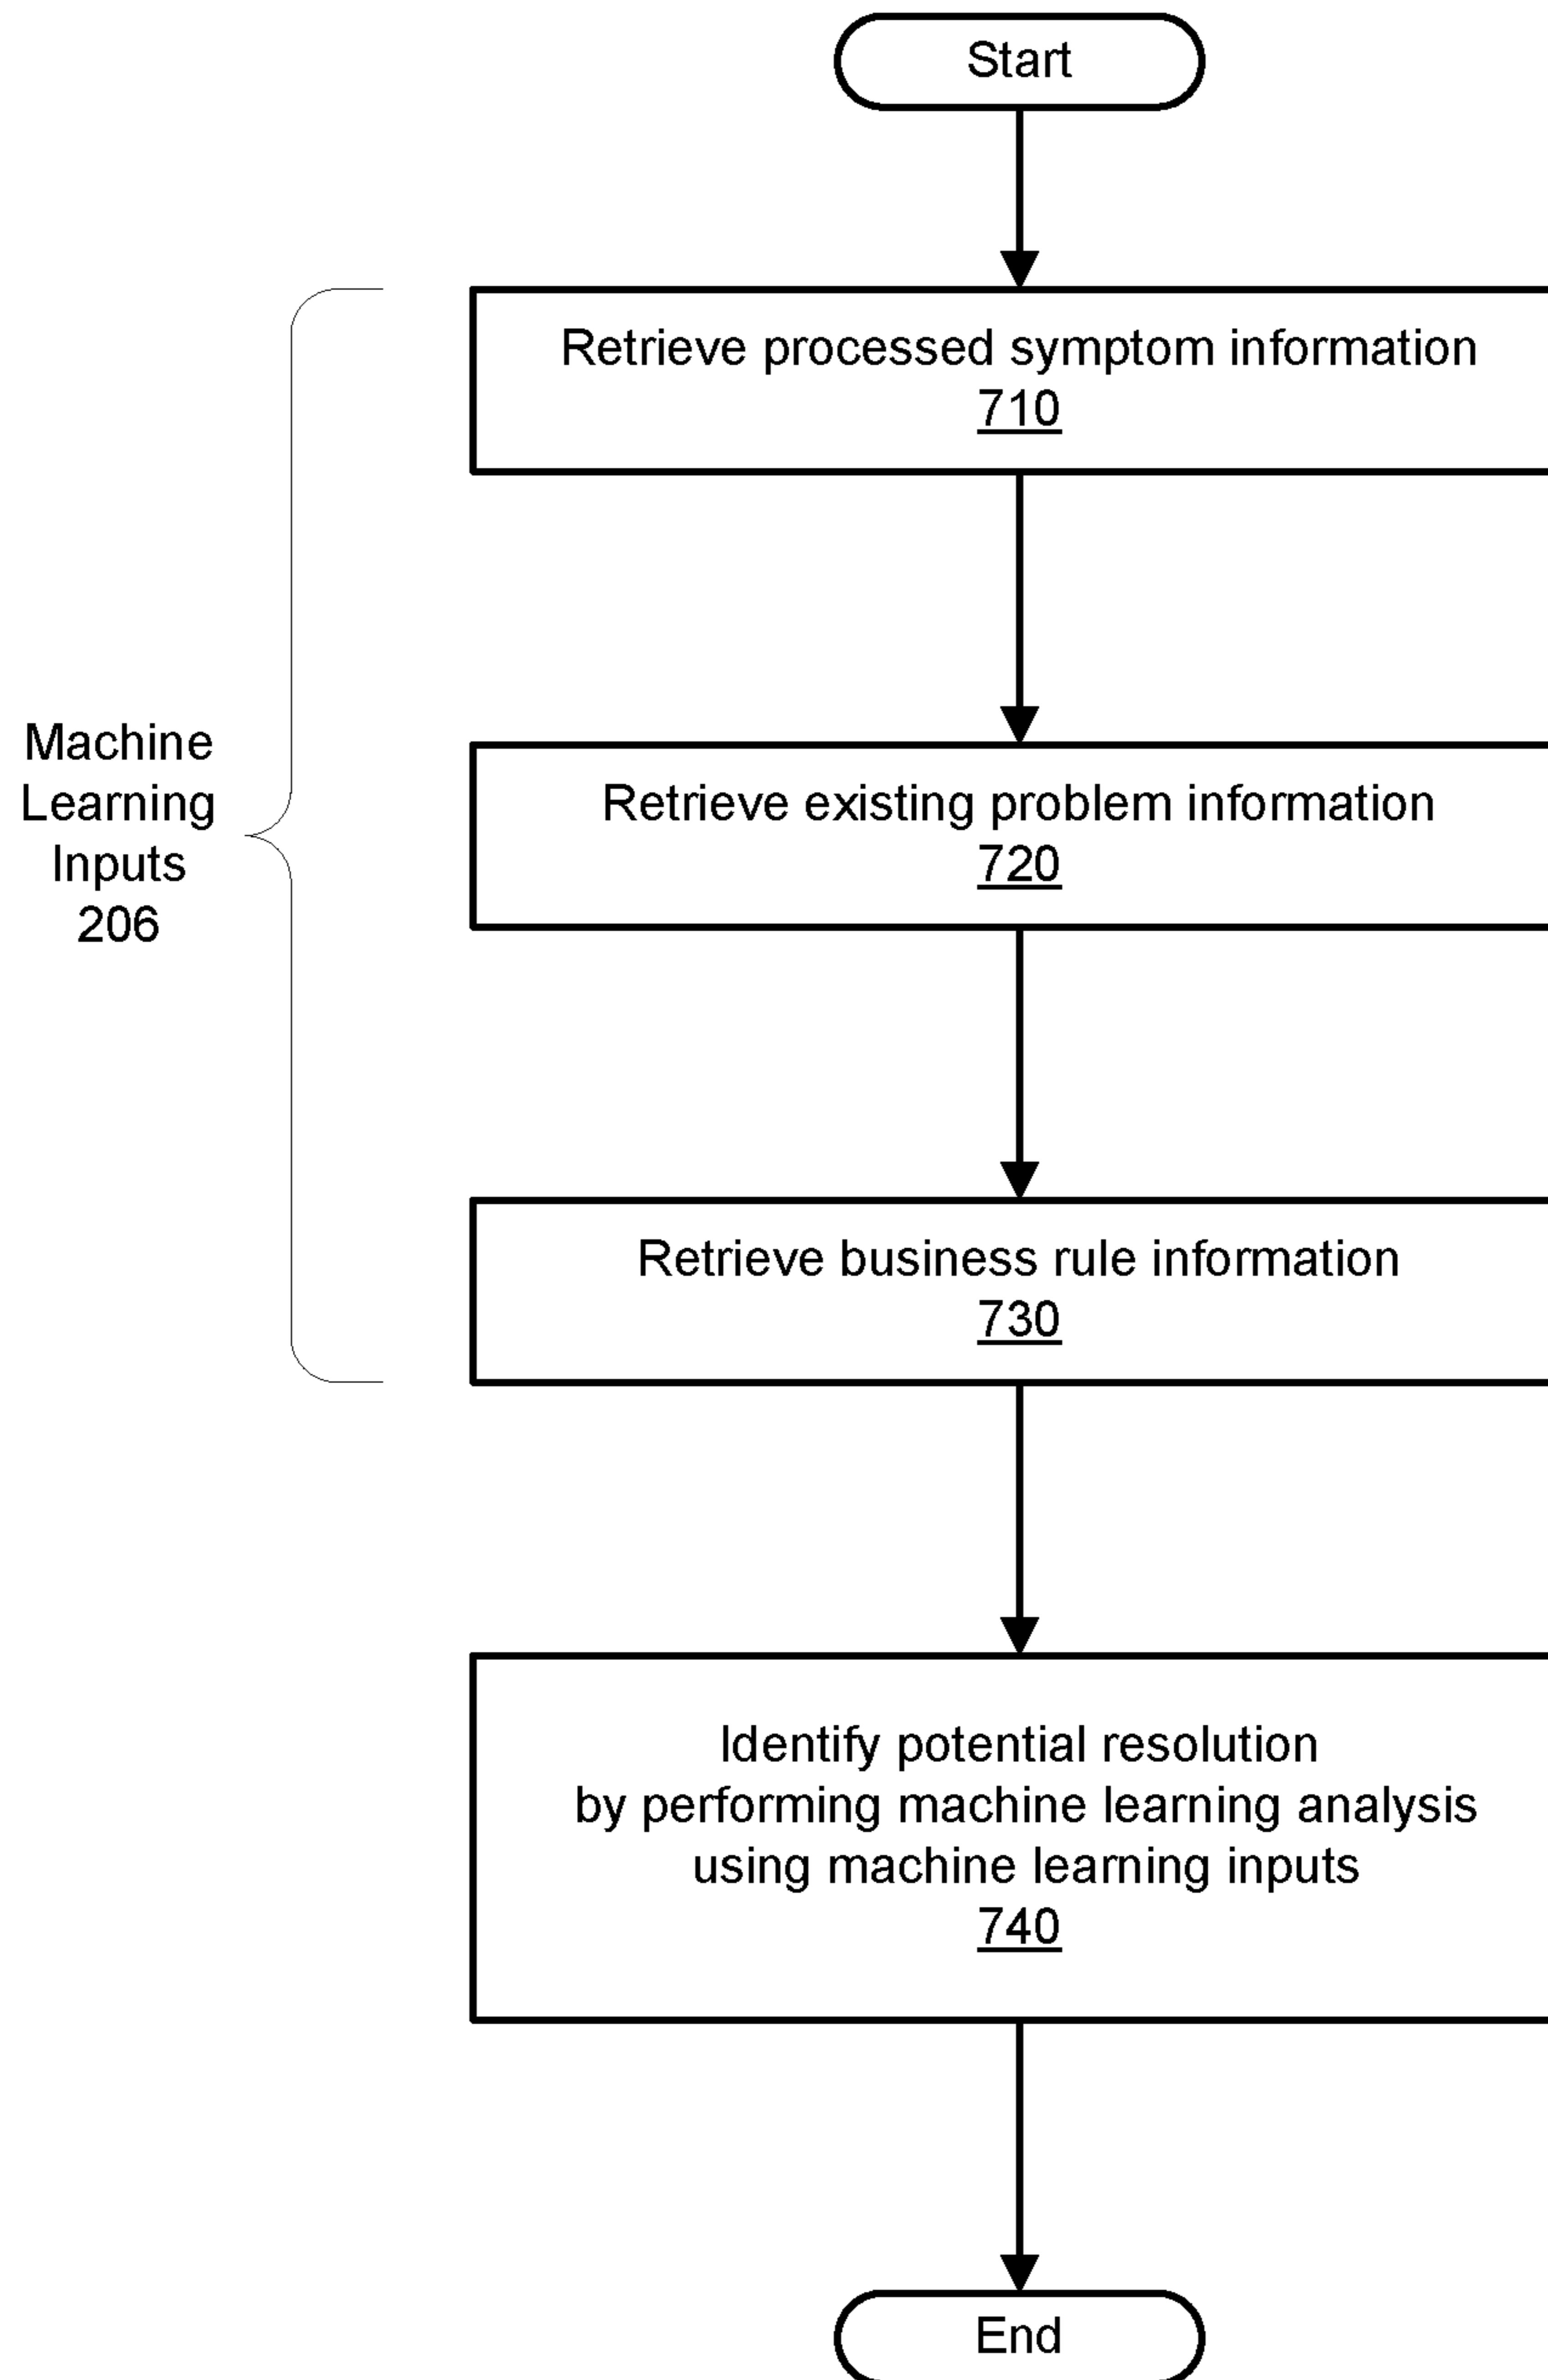 Start
Retrieve processed symptom information
710
Retrieve existing problem information
720
Machine
Learning
Inputs
206
Retrieve business rule information
730
Identify potential resolution
by performing machine learning analysis
using machine learning inputs
740
End